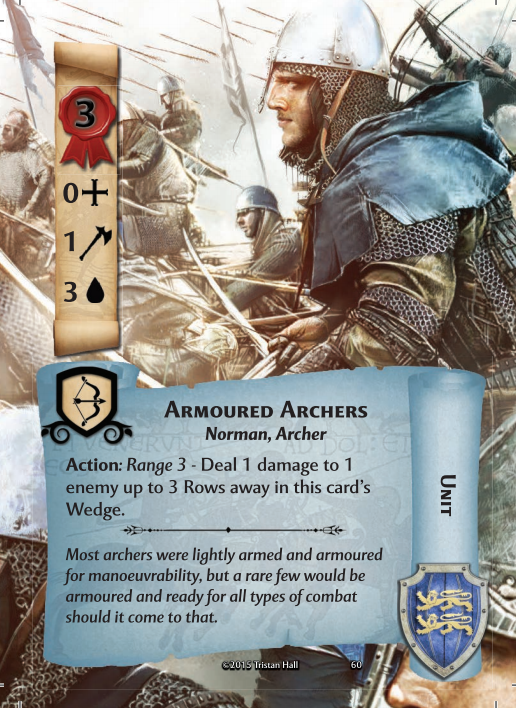 3
0
1
3
Armoured Archers
Norman, Archer
Action: Range 3 - Deal 1 damage to 1
enemy up to 3 Rows away in this card's
Wedge.
Most archers were lightly armed and armoured
for manoeuvrability, but a rare few would be
armoured and ready for all types of combat
should it come to that.
Unit
©2015 Tristan Hall
60